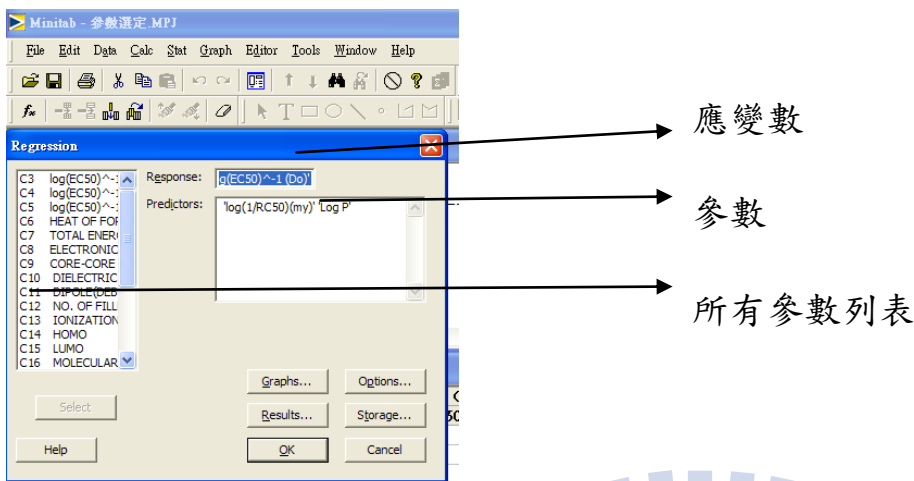 Minitab - 參數選定.MPJ
File Edit Data Calc Stat Graph Editor Tools Window Help
Regression
C3 log(EC50)^-1
C4 log(EC50)^-1
C5 log(EC50)^-1
C6 HEAT OF FOR
C7 TOTAL ENER
C8 ELECTRONIC
C9 CORE-CORE
C10 DIELECTRIC
C11 DIPOLE(DEB
C12 NO. OF FILL
C13 IONIZATION
C14 HOMO
C15 LUMO
C16 MOLECULAR
Response: g(EC50)^-1 (Do)'
Predictors: 'log(1/RC50)(my)' 'Log P'
Select
Graphs... Options...
Results... Storage...
Help OK Cancel
應變數
參數
所有參數列表